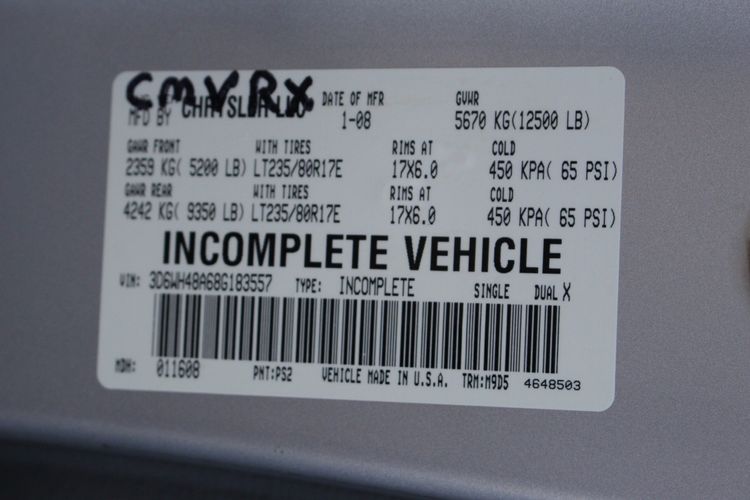 CMVRX
MFD BY CHRYSLER LLC DATE OF MFR GVWR
1-08 5670 KG(12500 LB)
GAWR FRONT WITH TIRES RIMS AT COLD
2359 KG( 5200 LB) LT235/80R17E 17X6.0 450 KPA( 65 PSI)
GAWR REAR WITH TIRES RIMS AT COLD
4242 KG( 9350 LB) LT235/80R17E 17X6.0 450 KPA( 65 PSI)
INCOMPLETE VEHICLE
VIN: 3D6WH48A68G183557 TYPE: INCOMPLETE SINGLE DUAL X
MDH: 011608 PNT:PS2 VEHICLE MADE IN U.S.A. TRM:M9D5 4648503